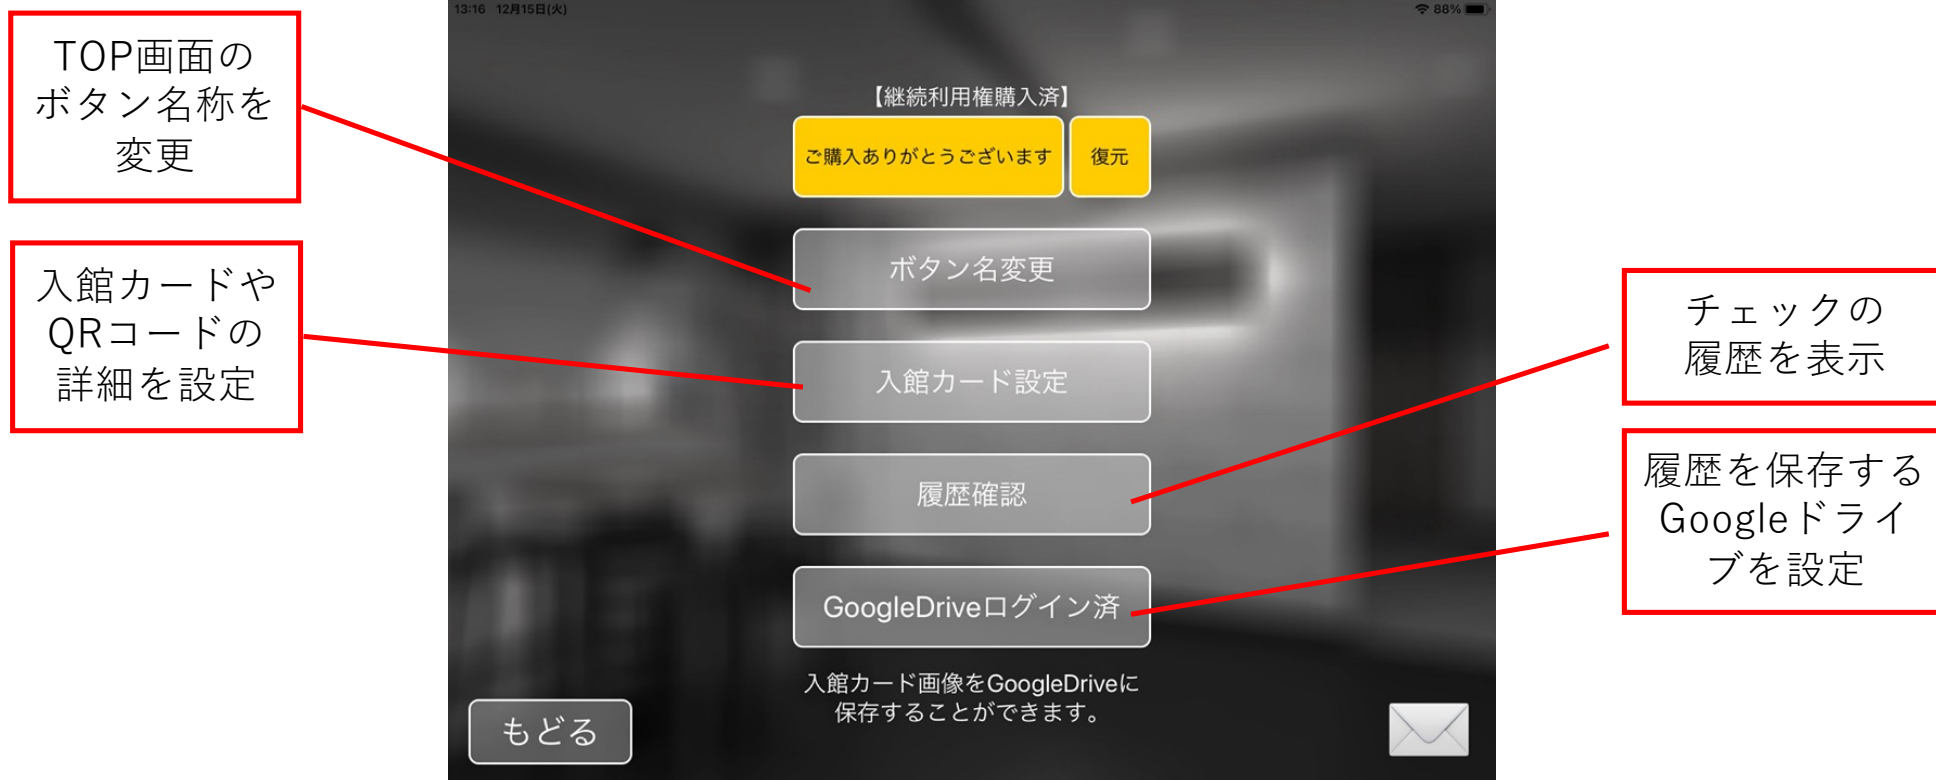 TOP画面の
ボタン名称を
変更
入館カードや
QRコードの
詳細を設定
13:16 12月15日(火)
88%
【継続利用権購入済】
ご購入ありがとうございます
復元
ボタン名変更
入館カード設定
履歴確認
GoogleDriveログイン済
入館カード画像をGoogleDriveに
保存することができます。
もどる
チェックの
履歴を表示
履歴を保存する
Googleドライ
ブを設定